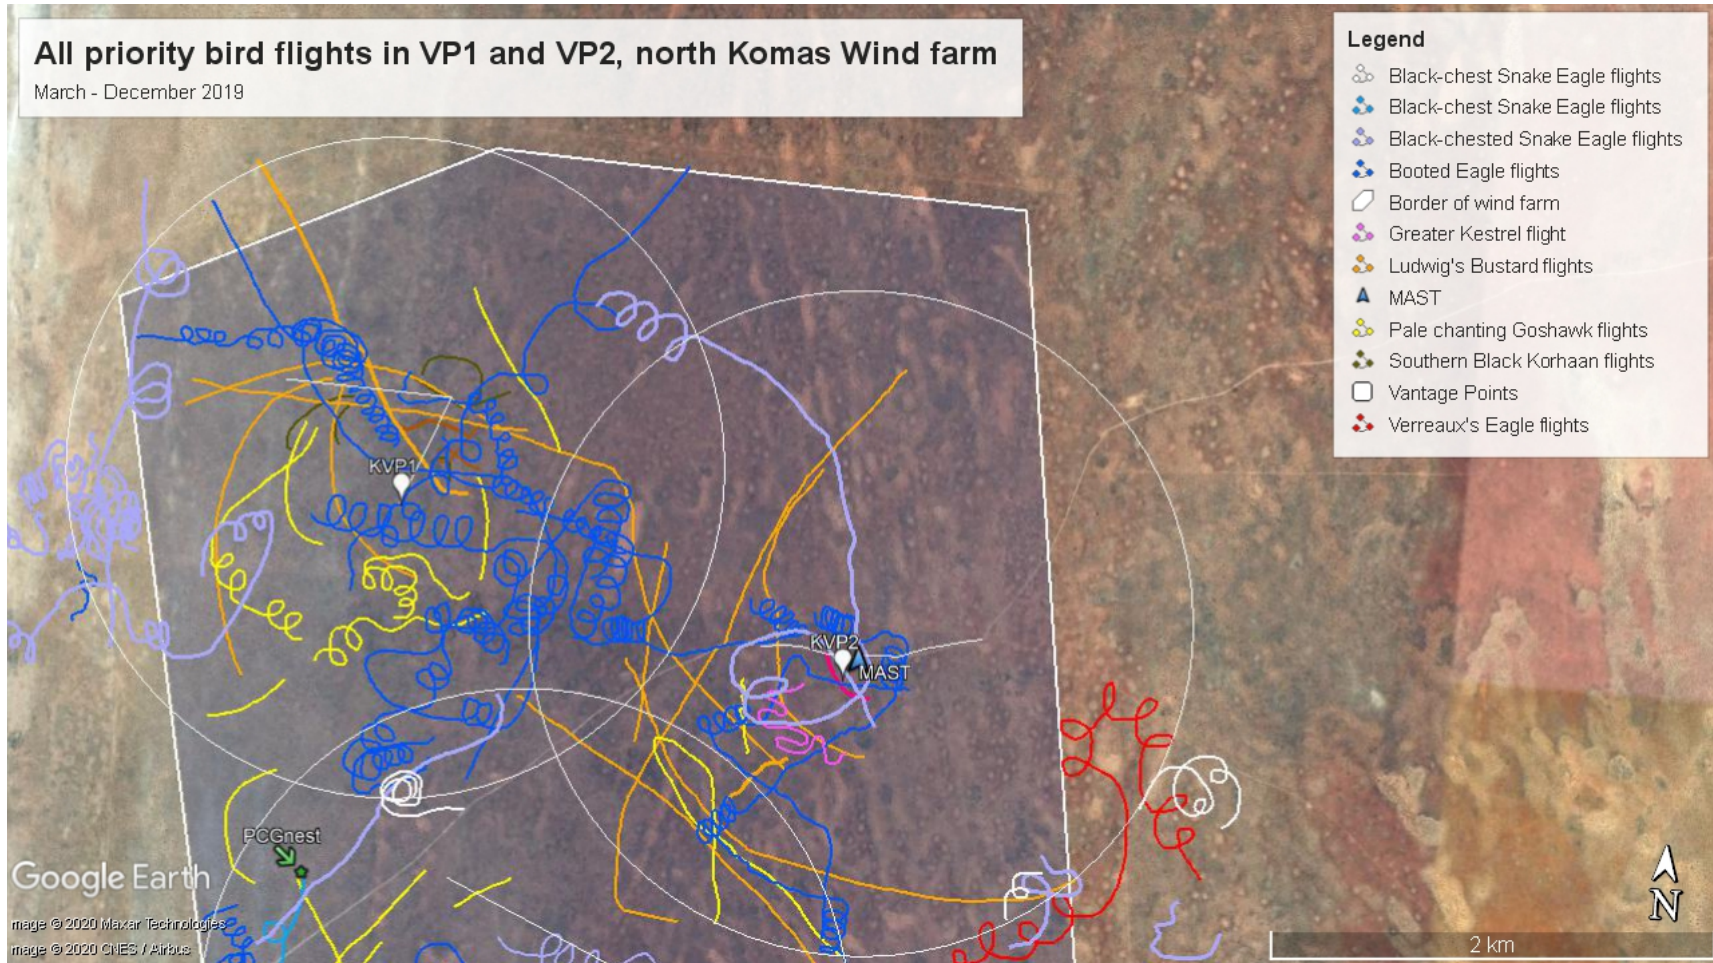 All priority bird flights in VP1 and VP2, north Komas Wind farm
March - December 2019
Legend
Black-chest Snake Eagle flights
Black-chest Snake Eagle flights
Black-chested Snake Eagle flights
Booted Eagle flights
Border of wind farm
Greater Kestrel flight
Ludwig's Bustard flights
MAST
Pale chanting Goshawk flights
Southern Black Korhaan flights
Vantage Points
Verreaux's Eagle flights
KVP1
KVP2
MAST
PCGnest
Google Earth
mage © 2020 Maxar Technologies
mage © 2020 CNES / Airbus
N
2 km